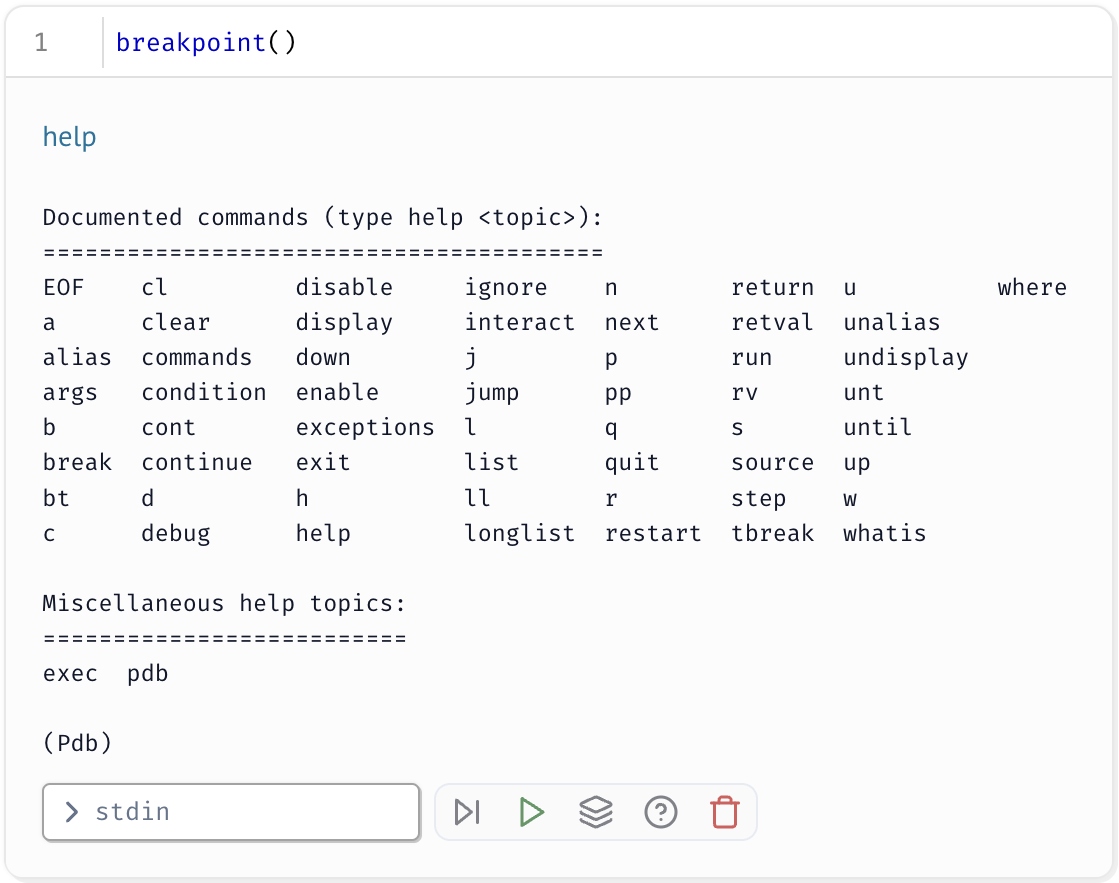 1 breakpoint()
help
Documented commands (type help <topic>):
========================================
EOF    cl         disable     ignore    n        return  u          where
a      clear      display     interact  next     retval  unalias
alias  commands   down        j         p        run     undisplay
args   condition  enable      jump      pp       rv      unt
b      cont       exceptions  l         q        s       until
break  continue   exit        list      quit     source  up
bt     d          h           ll        r        step    w
c      debug      help        longlist  restart  tbreak  whatis
Miscellaneous help topics:
==========================
exec  pdb
(Pdb)
stdin